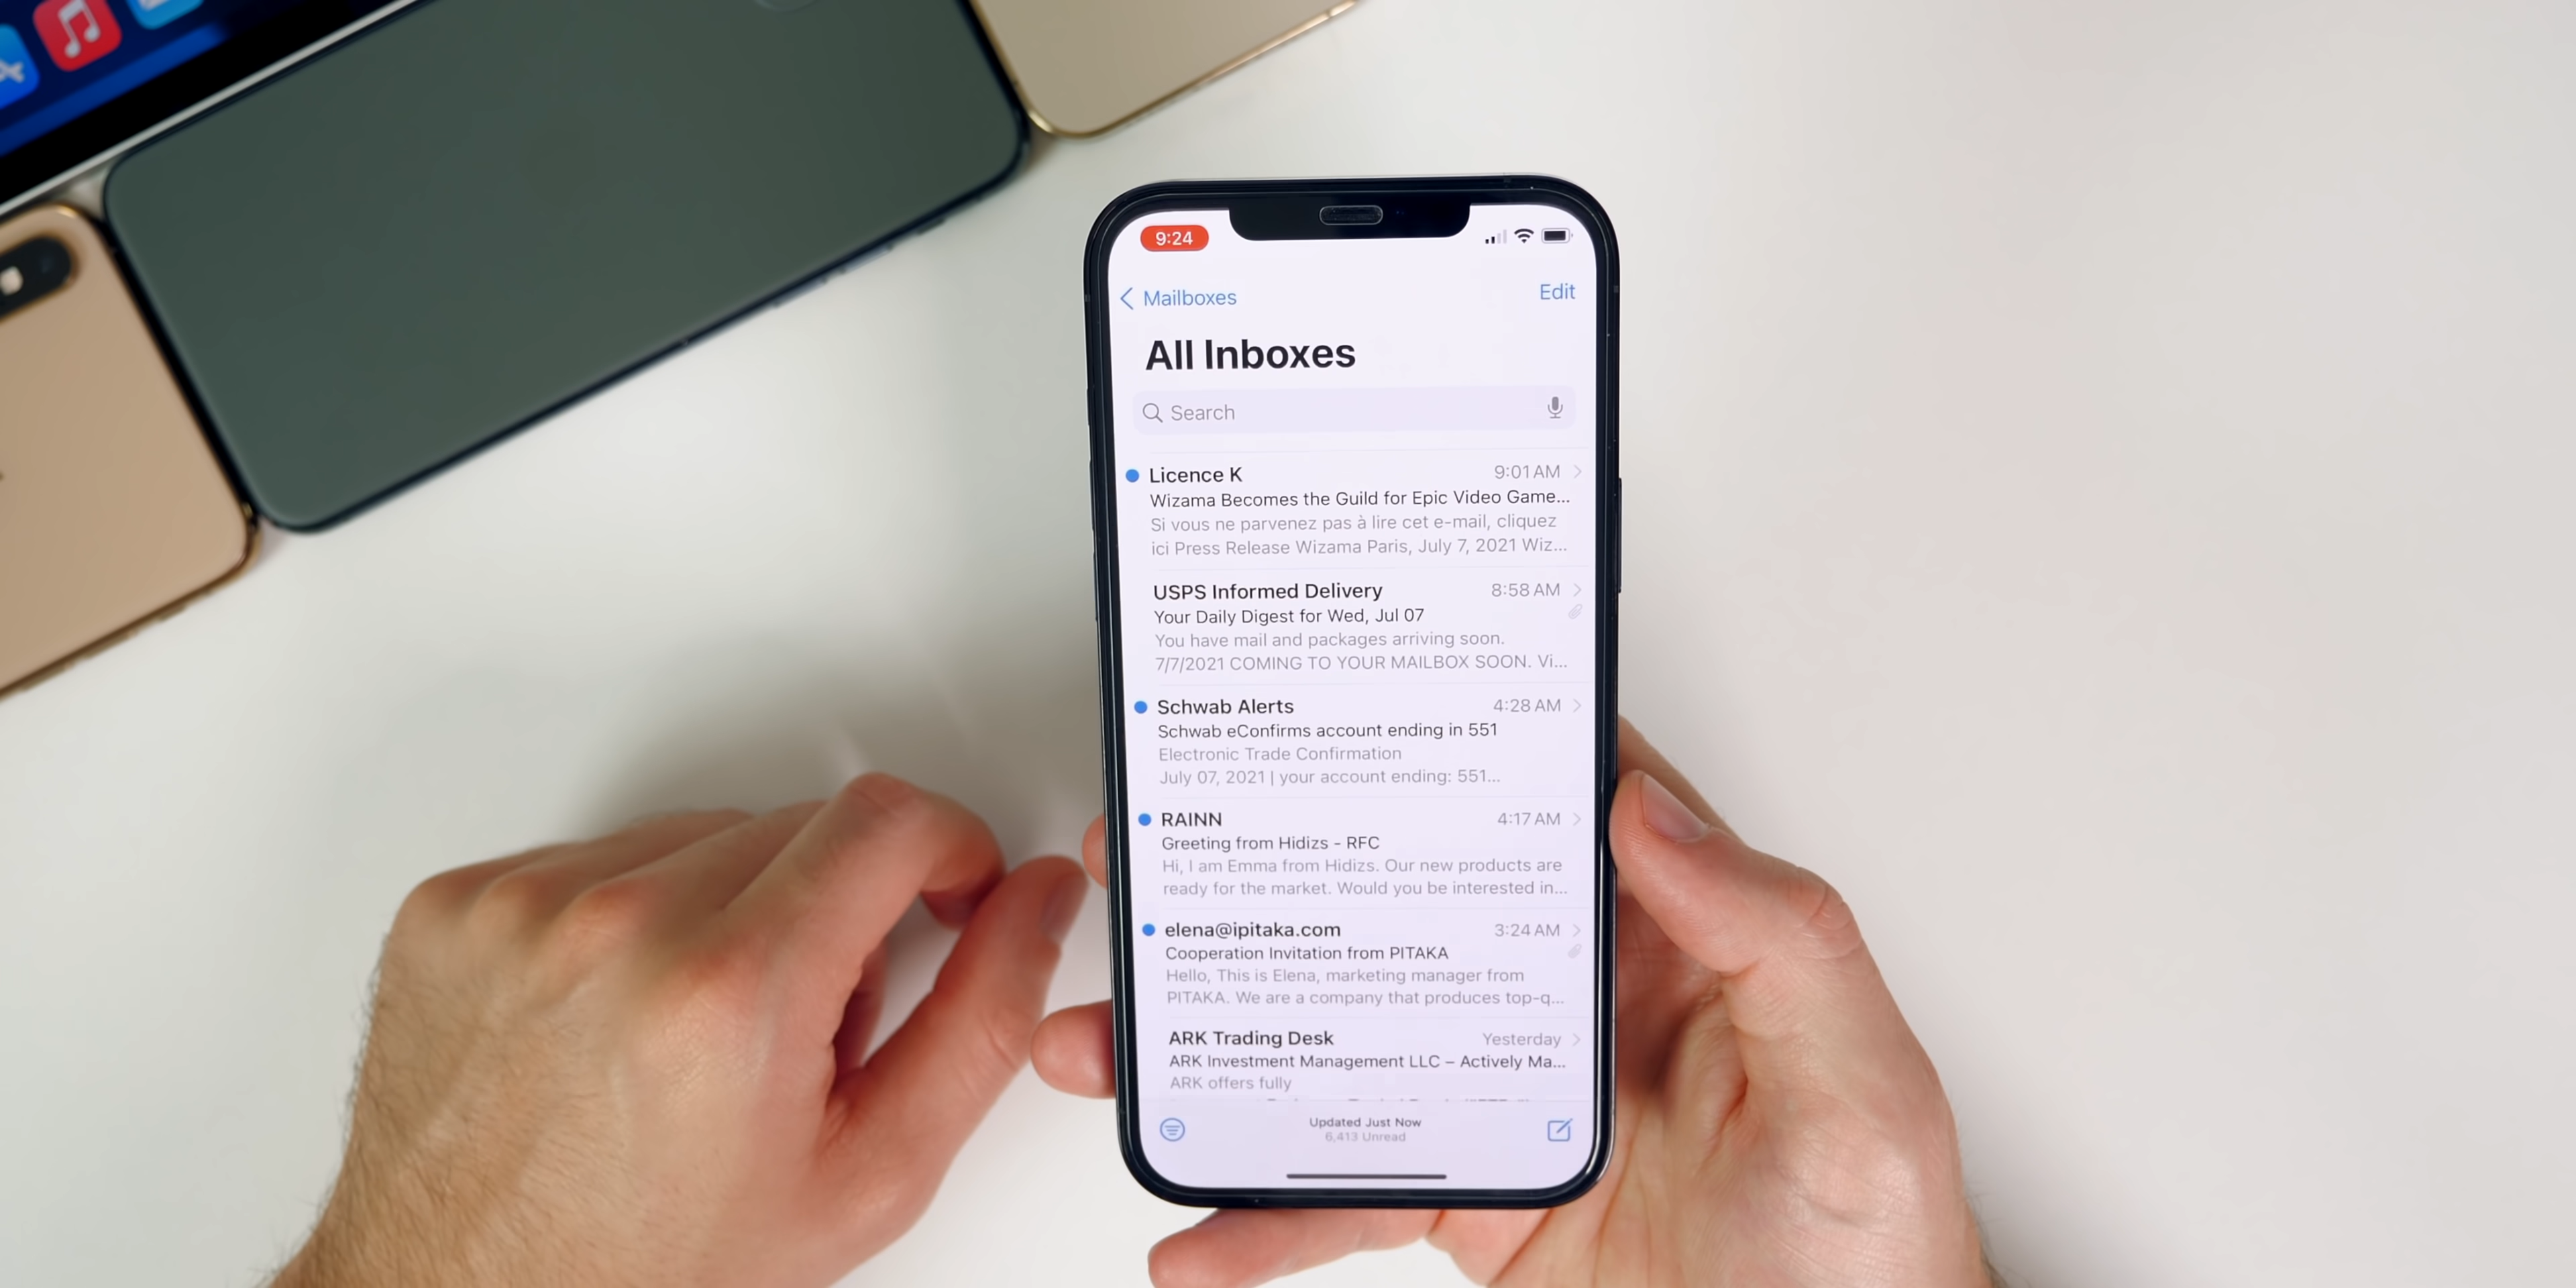 9:24
Mailboxes
Edit
All Inboxes
Search
Licence K 9:01 AM
Wizama Becomes the Guild for Epic Video Game...
Si vous ne parvenez pas à lire cet e-mail, cliquez
ici Press Release Wizama Paris, July 7, 2021 Wiz...
USPS Informed Delivery 8:58 AM
Your Daily Digest for Wed, Jul 07
You have mail and packages arriving soon.
7/7/2021 COMING TO YOUR MAILBOX SOON. Vi...
Schwab Alerts 4:28 AM
Schwab eConfirms account ending in 551
Electronic Trade Confirmation
July 07, 2021 | your account ending: 551...
RAINN 4:17 AM
Greeting from Hidizs - RFC
Hi, I am Emma from Hidizs. Our new products are
ready for the market. Would you be interested in...
elena@ipitaka.com 3:24 AM
Cooperation Invitation from PITAKA
Hello, This is Elena, marketing manager from
PITAKA. We are a company that produces top-q...
ARK Trading Desk Yesterday
ARK Investment Management LLC – Actively Ma...
ARK offers fully
Updated Just Now
6,413 Unread